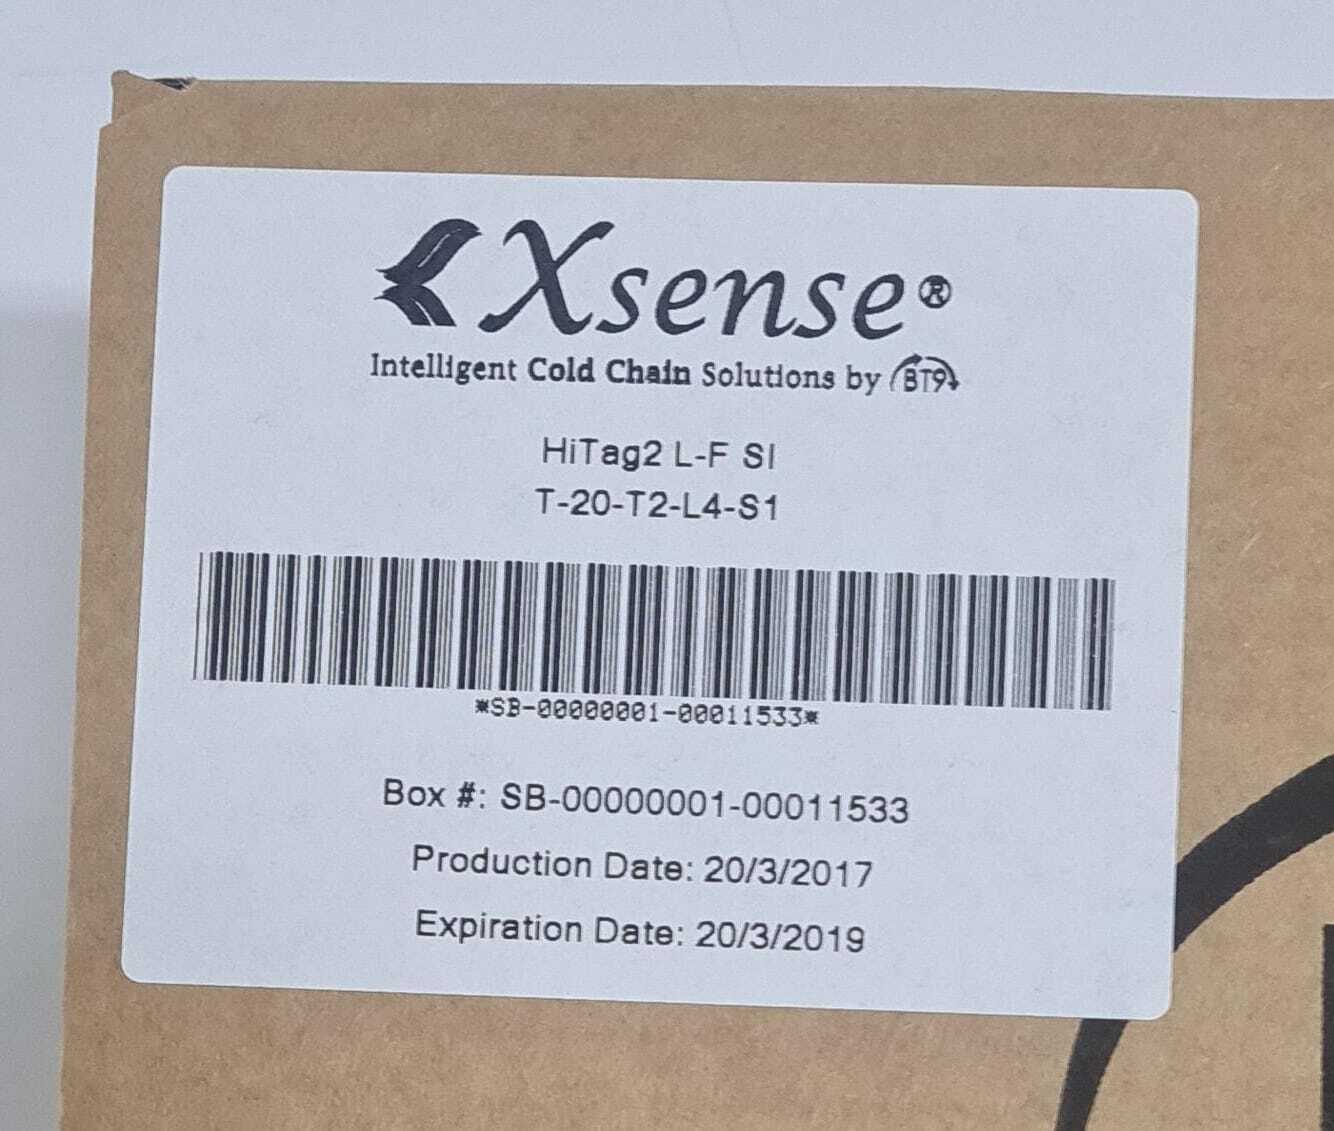 Xsense®
Intelligent Cold Chain Solutions by BT9
HiTag2 L-F SI
T-20-T2-L4-S1
*SB-00000001-00011533*
Box #: SB-00000001-00011533
Production Date: 20/3/2017
Expiration Date: 20/3/2019